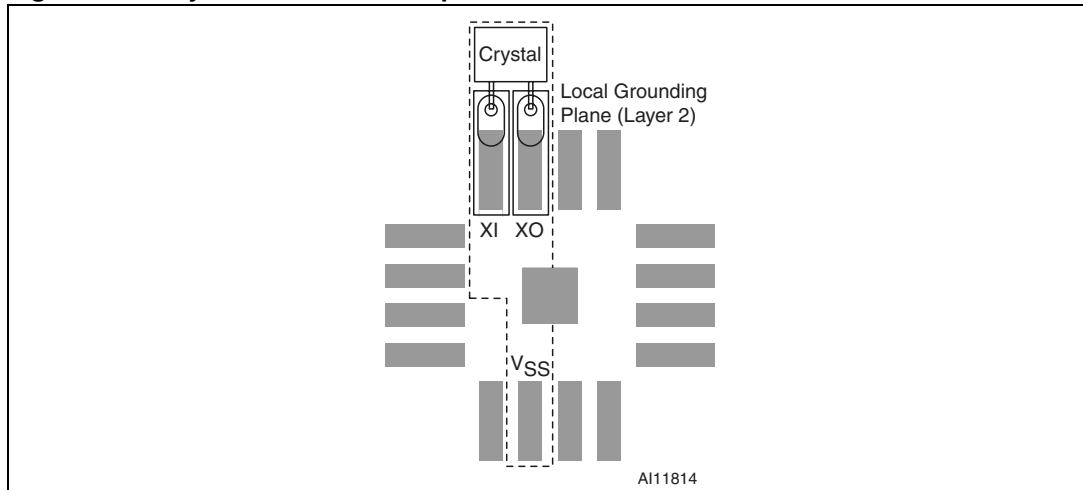 Crystal
Local Grounding
Plane (Layer 2)
XI XO
VSS
AI11814